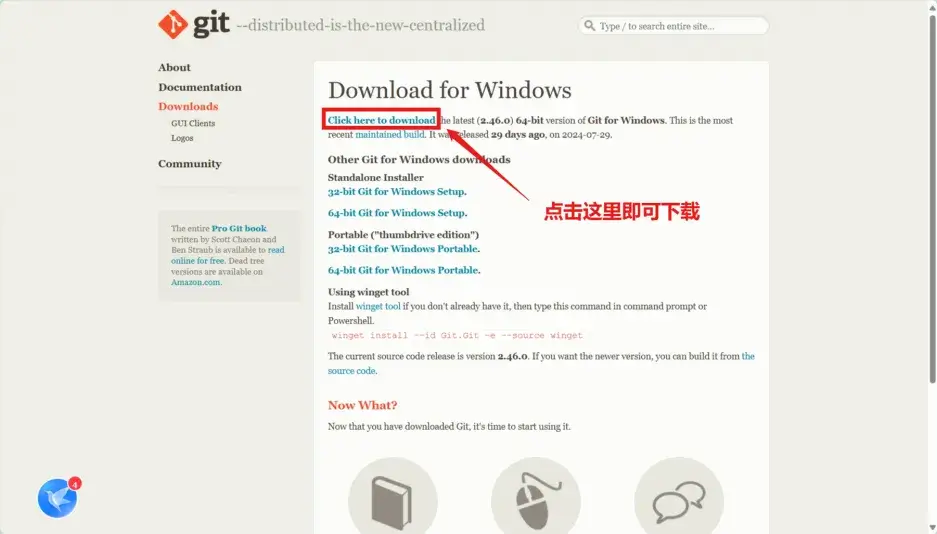 git --distributed-is-the-new-centralized
Type / to search entire site...
About
Documentation
Downloads
GUI Clients
Logos
Community
The entire Pro Git book
written by Scott Chacon and
Ben Straub is available to read
online for free. Dead tree
versions are available on
Amazon.com.
Download for Windows
Click here to download the latest (2.46.0) 64-bit version of Git for Windows. This is the most
recent maintained build. It was released 29 days ago, on 2024-07-29.
Other Git for Windows downloads
Standalone Installer
32-bit Git for Windows Setup.
64-bit Git for Windows Setup.
点击这里即可下载
Portable ("thumbdrive edition")
32-bit Git for Windows Portable.
64-bit Git for Windows Portable.
Using winget tool
Install winget tool if you don't already have it, then type this command in command prompt or
Powershell.
winget install --id Git.Git -e --source winget
The current source code release is version 2.46.0. If you want the newer version, you can build it from the
source code.
Now What?
Now that you have downloaded Git, it's time to start using it.
4